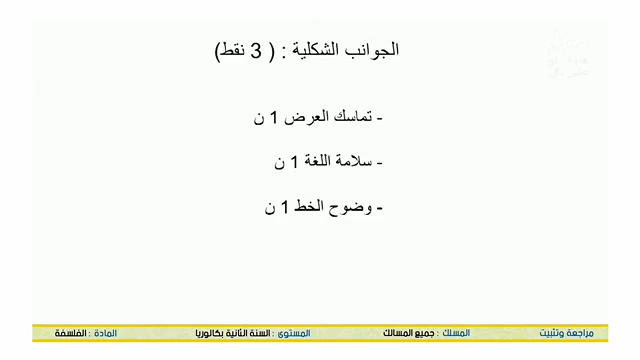 الجوانب الشكلية : ( 3 نقط)
- تماسك العرض 1 ن
- سلامة اللغة 1 ن
- وضوح الخط 1 ن
مراجعة وتثبيت المسلك : جميع المسالك المستوى : السنة الثانية بكالوريا المادة : الفلسفة